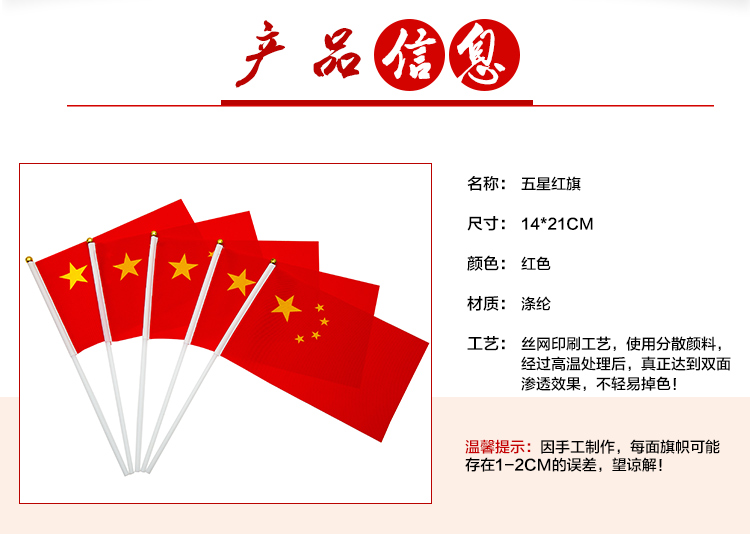 产品信息
名称： 五星红旗
尺寸： 14*21CM
颜色： 红色
材质： 涤纶
工艺： 丝网印刷工艺，使用分散颜料，
经过高温处理后，真正达到双面
渗透效果，不轻易掉色！
温馨提示：因手工制作，每面旗帜可能
存在1-2CM的误差，望谅解！